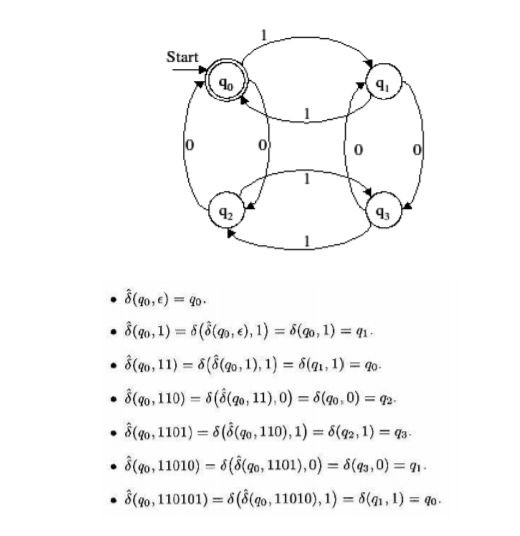 1
Start
q₀
q₁
1
0
0
0
0
1
q₂
q₃
1
• δ̂(q₀, ϵ) = q₀.
• δ̂(q₀, 1) = δ(δ̂(q₀, ϵ), 1) = δ(q₀, 1) = q₁.
• δ̂(q₀, 11) = δ(δ̂(q₀, 1), 1) = δ(q₁, 1) = q₀.
• δ̂(q₀, 110) = δ(δ̂(q₀, 11), 0) = δ(q₀, 0) = q₂.
• δ̂(q₀, 1101) = δ(δ̂(q₀, 110), 1) = δ(q₂, 1) = q₃.
• δ̂(q₀, 11010) = δ(δ̂(q₀, 1101), 0) = δ(q₃, 0) = q₁.
• δ̂(q₀, 110101) = δ(δ̂(q₀, 11010), 1) = δ(q₁, 1) = q₀.